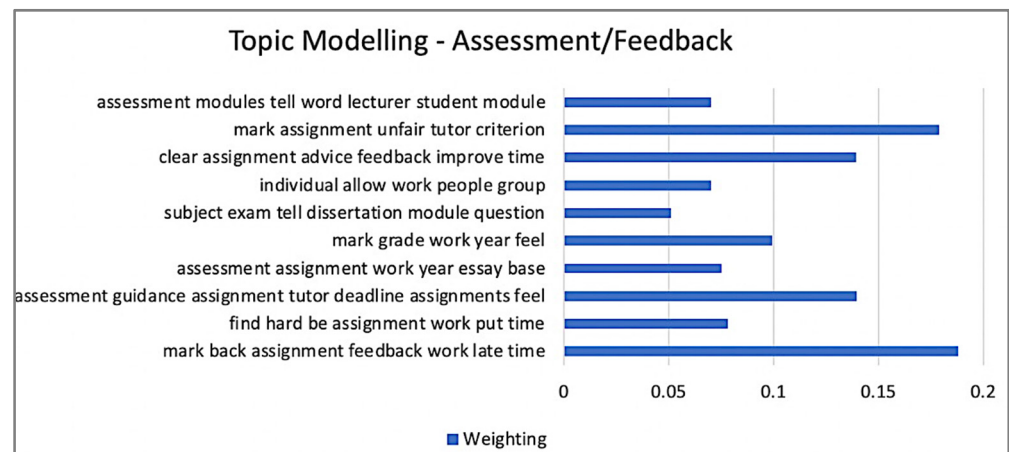 Topic Modelling - Assessment/Feedback
assessment modules tell word lecturer student module
mark assignment unfair tutor criterion
clear assignment advice feedback improve time
individual allow work people group
subject exam tell dissertation module question
mark grade work year feel
assessment assignment work year essay base
assessment guidance assignment tutor deadline assignments feel
find hard be assignment work put time
mark back assignment feedback work late time
0 0.05 0.1 0.15 0.2
Weighting